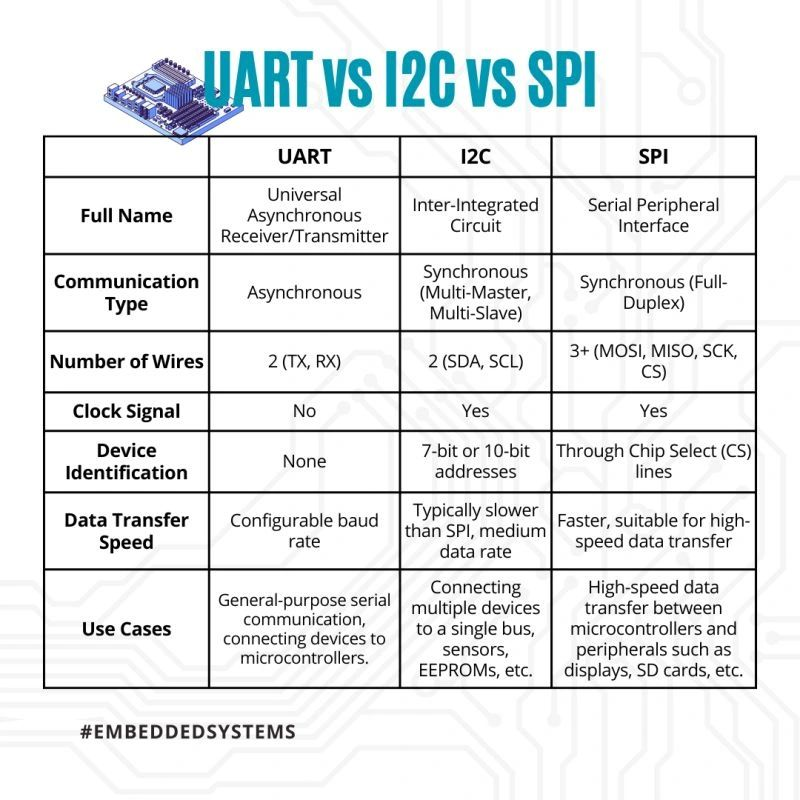 UART vs I2C vs SPI
UART I2C SPI
Full Name
Universal
Asynchronous
Receiver/Transmitter
Inter-Integrated
Circuit
Serial Peripheral
Interface
Communication
Type
Asynchronous
Synchronous
(Multi-Master,
Multi-Slave)
Synchronous (Full-
Duplex)
Number of Wires
2 (TX, RX)
2 (SDA, SCL)
3+ (MOSI, MISO, SCK,
CS)
Clock Signal
No
Yes
Yes
Device
Identification
None
7-bit or 10-bit
addresses
Through Chip Select (CS)
lines
Data Transfer
Speed
Configurable baud
rate
Typically slower
than SPI, medium
data rate
Faster, suitable for high-
speed data transfer
Use Cases
General-purpose serial
communication,
connecting devices to
microcontrollers.
Connecting
multiple devices
to a single bus,
sensors,
EEPROMs, etc.
High-speed data
transfer between
microcontrollers and
peripherals such as
displays, SD cards, etc.
#EMBEDDEDSYSTEMS